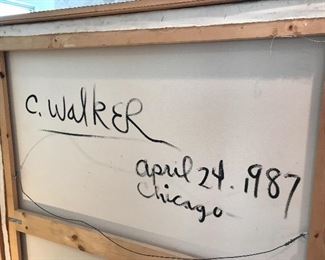 C. WalkER
April 24. 1987
Chicago